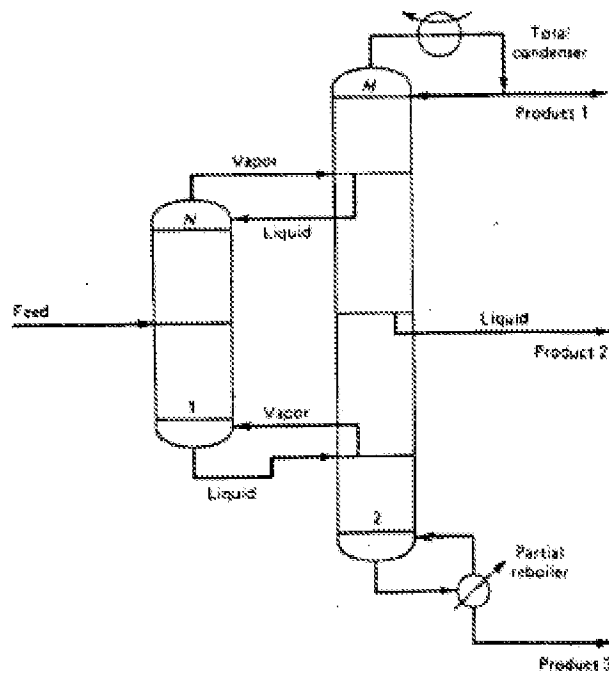 Total
condenser
M
Product 1
Vapor
N
Liquid
Feed
Liquid
Product 2
1
Vapor
Liquid
2
Partial
reboiler
Product 3